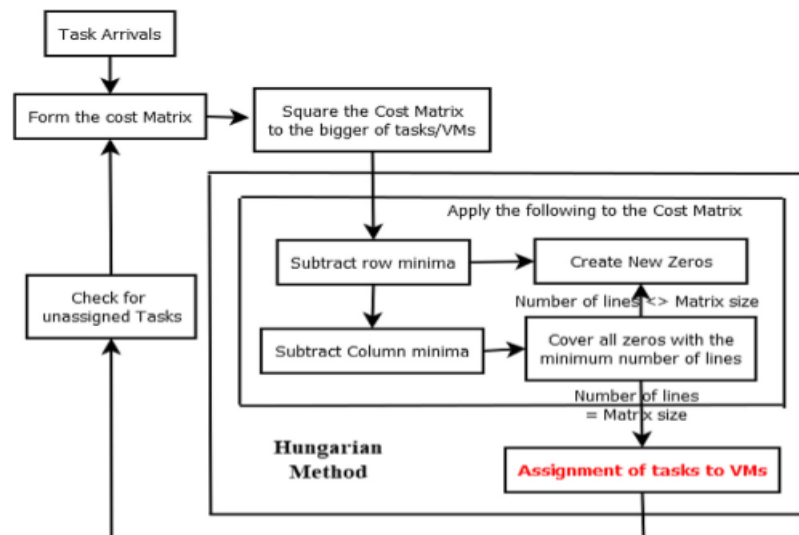 Task Arrivals
Form the cost Matrix
Square the Cost Matrix
to the bigger of tasks/VMs
Apply the following to the Cost Matrix
Subtract row minima
Create New Zeros
Check for
unassigned Tasks
Number of lines <> Matrix size
Subtract Column minima
Cover all zeros with the
minimum number of lines
Number of lines
= Matrix size
Hungarian
Method
Assignment of tasks to VMs